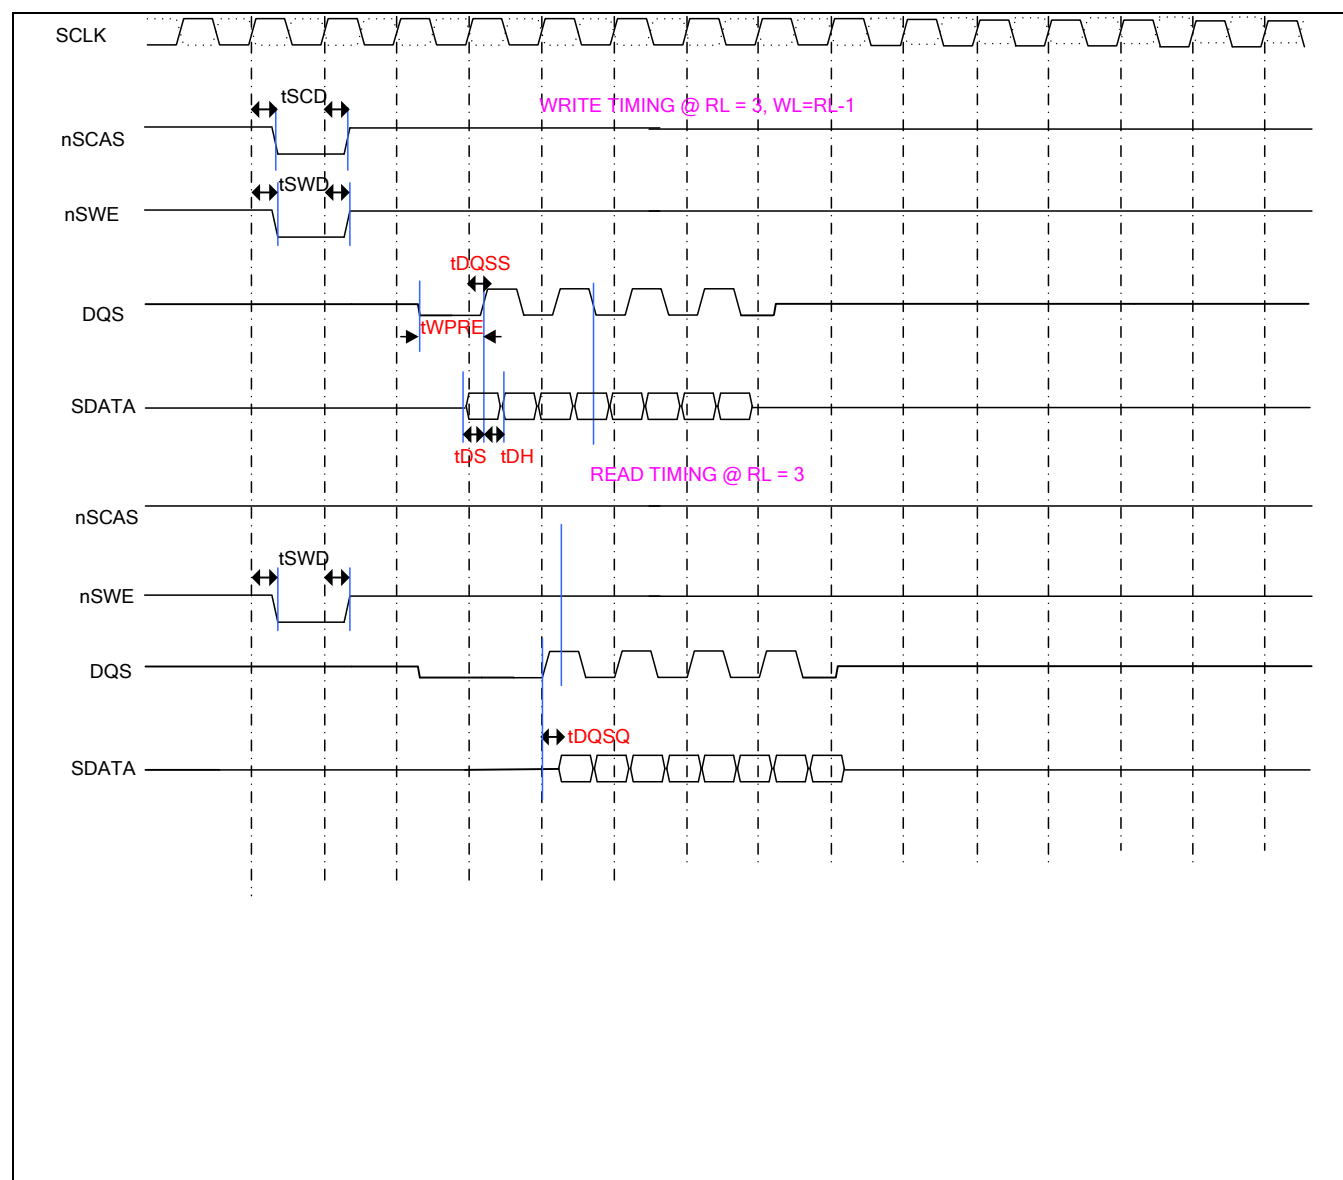 SCLK
tSCD
WRITE TIMING @ RL = 3, WL=RL-1
nSCAS
tSWD
nSWE
tDQSS
DQS
tWPRE
SDATA
tDS tDH
READ TIMING @ RL = 3
nSCAS
tSWD
nSWE
DQS
tDQSQ
SDATA